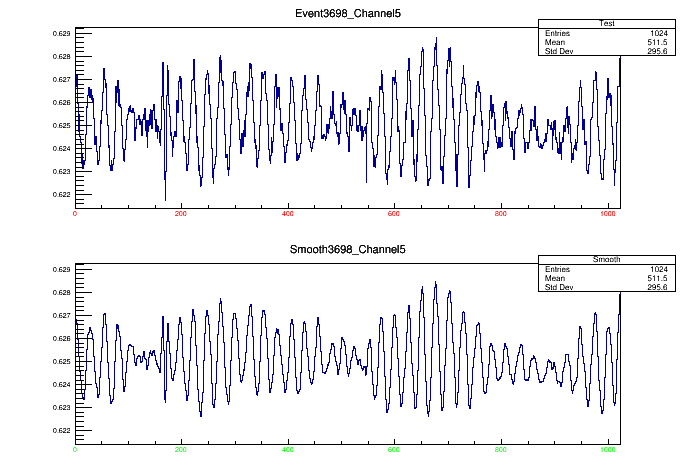 Event3698_Channel5
Test
Entries 1024
Mean 511.5
Std Dev 295.6
0.629
0.628
0.627
0.626
0.625
0.624
0.623
0.622
0 200 400 600 800 1000
Smooth3698_Channel5
Smooth
Entries 1024
Mean 511.5
Std Dev 295.6
0.629
0.628
0.627
0.626
0.625
0.624
0.623
0.622
0 200 400 600 800 1000